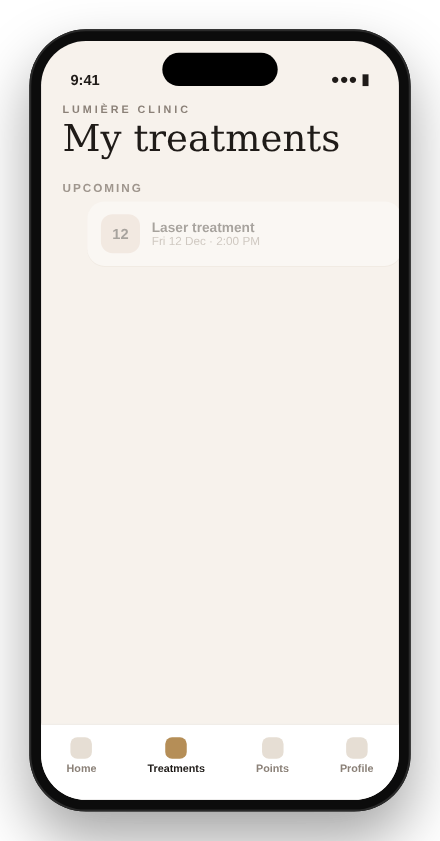 9:41
LUMIÈRE CLINIC
My treatments
UPCOMING
12
Laser treatment
Fri 12 Dec · 2:00 PM
Home
Treatments
Points
Profile